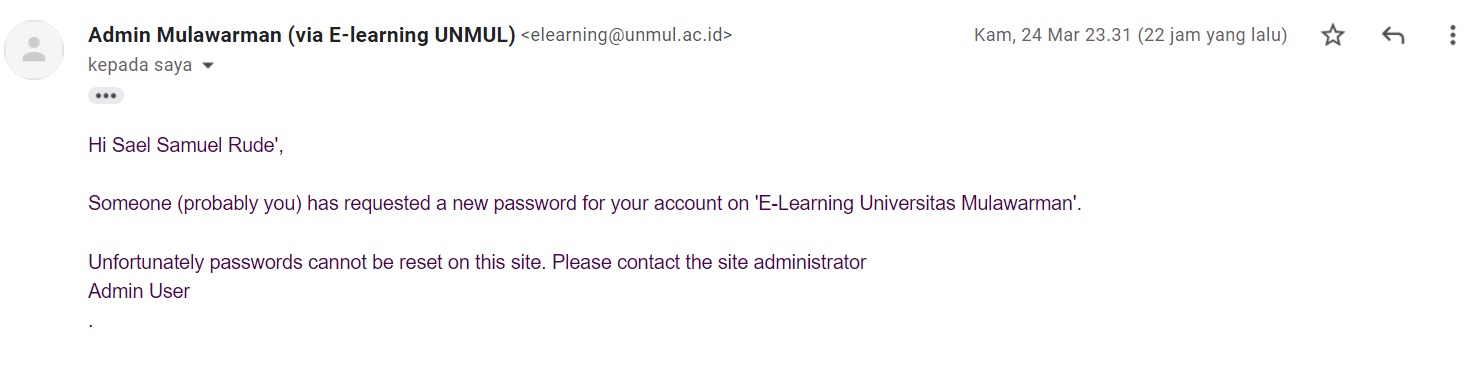 Admin Mulawarman (via E-learning UNMUL) <elearning@unmul.ac.id> Kam, 24 Mar 23.31 (22 jam yang lalu)
kepada saya
Hi Sael Samuel Rude',
Someone (probably you) has requested a new password for your account on 'E-Learning Universitas Mulawarman'.
Unfortunately passwords cannot be reset on this site. Please contact the site administrator
Admin User
.